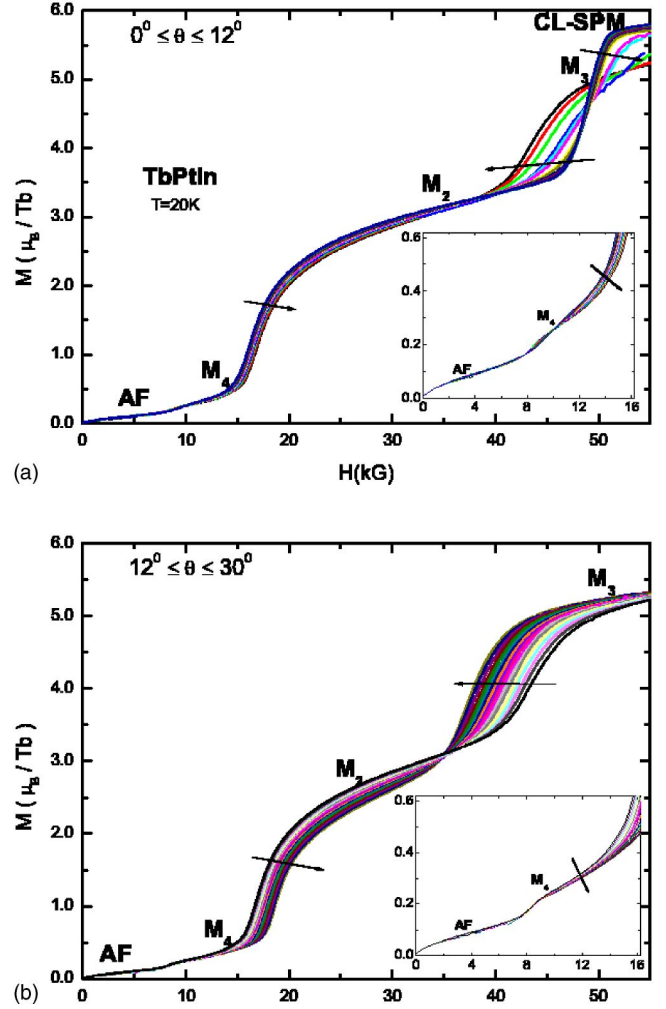 6.0
0⁰ ≤ θ ≤ 12⁰
CL-SPM
5.0
M₃
4.0
TbPtIn
T=20K
M₂
M ( μB / Tb )
3.0
0.6
2.0
0.4
M₄
1.0
M₄
0.2
AF
AF
0.0
0.0
0 4 8 12 16
0 10 20 30 40 50
(a)
H(kG)
6.0
12⁰ ≤ θ ≤ 30⁰
M₃
5.0
4.0
M ( μB / Tb )
3.0
M₂
0.6
2.0
0.4
M₄
1.0
M₄
0.2
AF
AF
0.0
0.0
0 4 8 12 16
0 10 20 30 40 50
(b)